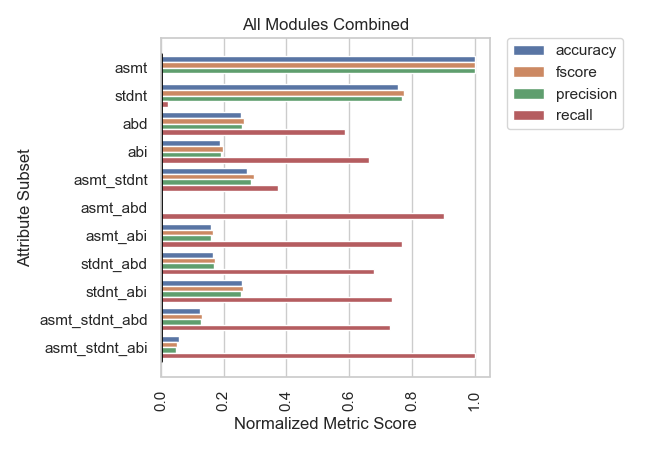 All Modules Combined
accuracy
fscore
precision
recall
Attribute Subset
asmt
stdnt
abd
abi
asmt_stdnt
asmt_abd
asmt_abi
stdnt_abd
stdnt_abi
asmt_stdnt_abd
asmt_stdnt_abi
0.0 0.2 0.4 0.6 0.8 1.0
Normalized Metric Score